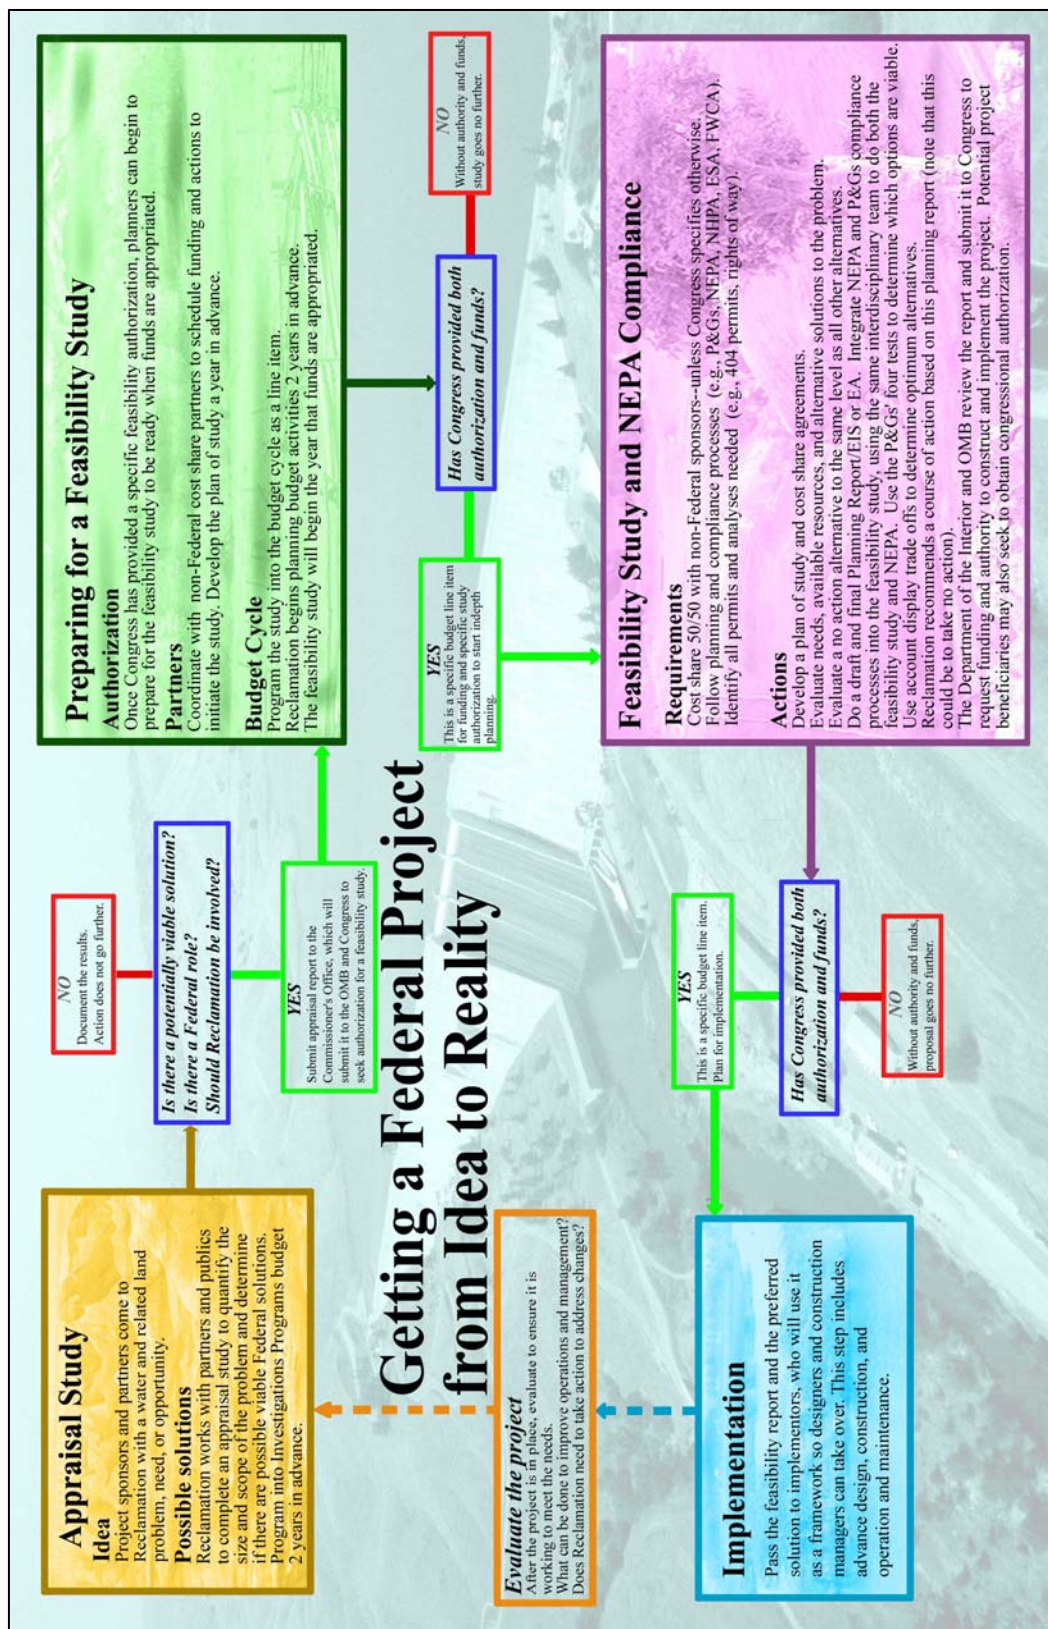 Getting a Federal Project
from Idea to Reality
Appraisal Study
Idea
Project sponsors and partners come to
Reclamation with a water and related land
problem, need, or opportunity.
Possible solutions
Reclamation works with partners and publics
to complete an appraisal study to quantify the
size and scope of the problem and determine
if there are possible viable Federal solutions.
Program into Investigations Programs budget
2 years in advance.
Is there a potentially viable solution?
Is there a Federal role?
Should Reclamation be involved?
NO
Document the results.
Action does not go further.
YES
Submit appraisal report to the
Commissioner's Office, which will
submit it to the OMB and Congress to
seek authorization for a feasibility study.
Preparing for a Feasibility Study
Authorization
Once Congress has provided a specific feasibility authorization, planners can begin to
prepare for the feasibility study to be ready when funds are appropriated.
Partners
Coordinate with non-Federal cost share partners to schedule funding and actions to
initiate the study. Develop the plan of study a year in advance.
Budget Cycle
Program the study into the budget cycle as a line item.
Reclamation begins planning budget activities 2 years in advance.
The feasibility study will begin the year that funds are appropriated.
Has Congress provided both
authorization and funds?
NO
Without authority and funds,
study goes no further.
YES
This is a specific budget line item
for funding and specific study
authorization to start indepth
planning.
Feasibility Study and NEPA Compliance
Requirements
Cost share 50/50 with non-Federal sponsors--unless Congress specifies otherwise.
Follow planning and compliance processes (e.g., P&Gs, NEPA, NHPA, ESA, FWCA).
Identify all permits and analyses needed (e.g., 404 permits, rights of way).
Actions
Develop a plan of study and cost share agreements.
Evaluate needs, available resources, and alternative solutions to the problem.
Evaluate a no action alternative to the same level as all other alternatives.
Do a draft and final Planning Report/EIS or EA. Integrate NEPA and P&Gs compliance
processes into the feasibility study, using the same interdisciplinary team to do both the
feasibility study and NEPA. Use the P&Gs' four tests to determine which options are viable.
Use account display trade offs to determine optimum alternatives.
Reclamation recommends a course of action based on this planning report (note that this
could be to take no action).
The Department of the Interior and OMB review the report and submit it to Congress to
request funding and authority to construct and implement the project. Potential project
beneficiaries may also seek to obtain congressional authorization.
Has Congress provided both
authorization and funds?
YES
This is a specific budget line item.
Plan for implementation.
NO
Without authority and funds,
proposal goes no further.
Implementation
Pass the feasibility report and the preferred
solution to implementors, who will use it
as a framework so designers and construction
managers can take over. This step includes
advance design, construction, and
operation and maintenance.
Evaluate the project
After the project is in place, evaluate to ensure it is
working to meet the needs.
What can be done to improve operations and management?
Does Reclamation need to take action to address changes?